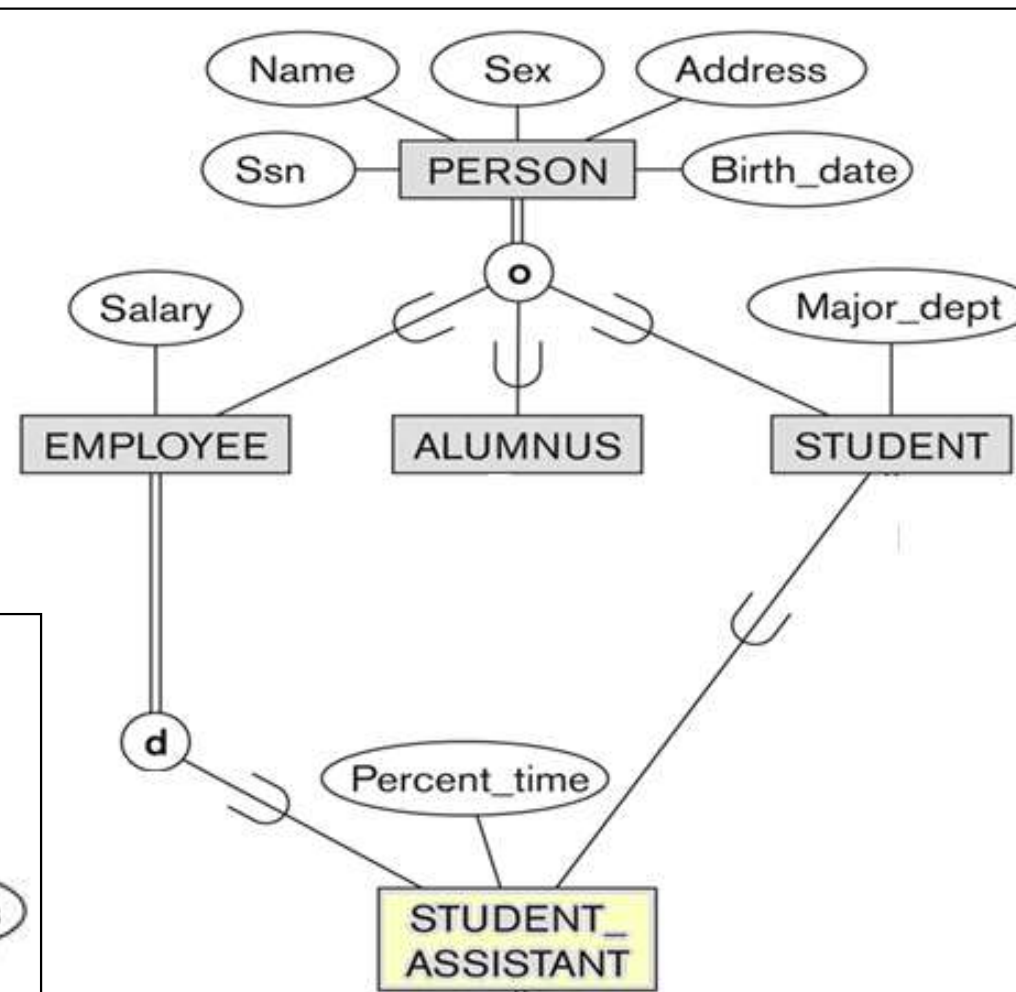 Name
Sex
Address
Ssn
PERSON
Birth_date
o
Salary
Major_dept
EMPLOYEE
ALUMNUS
STUDENT
d
Percent_time
STUDENT_
ASSISTANT